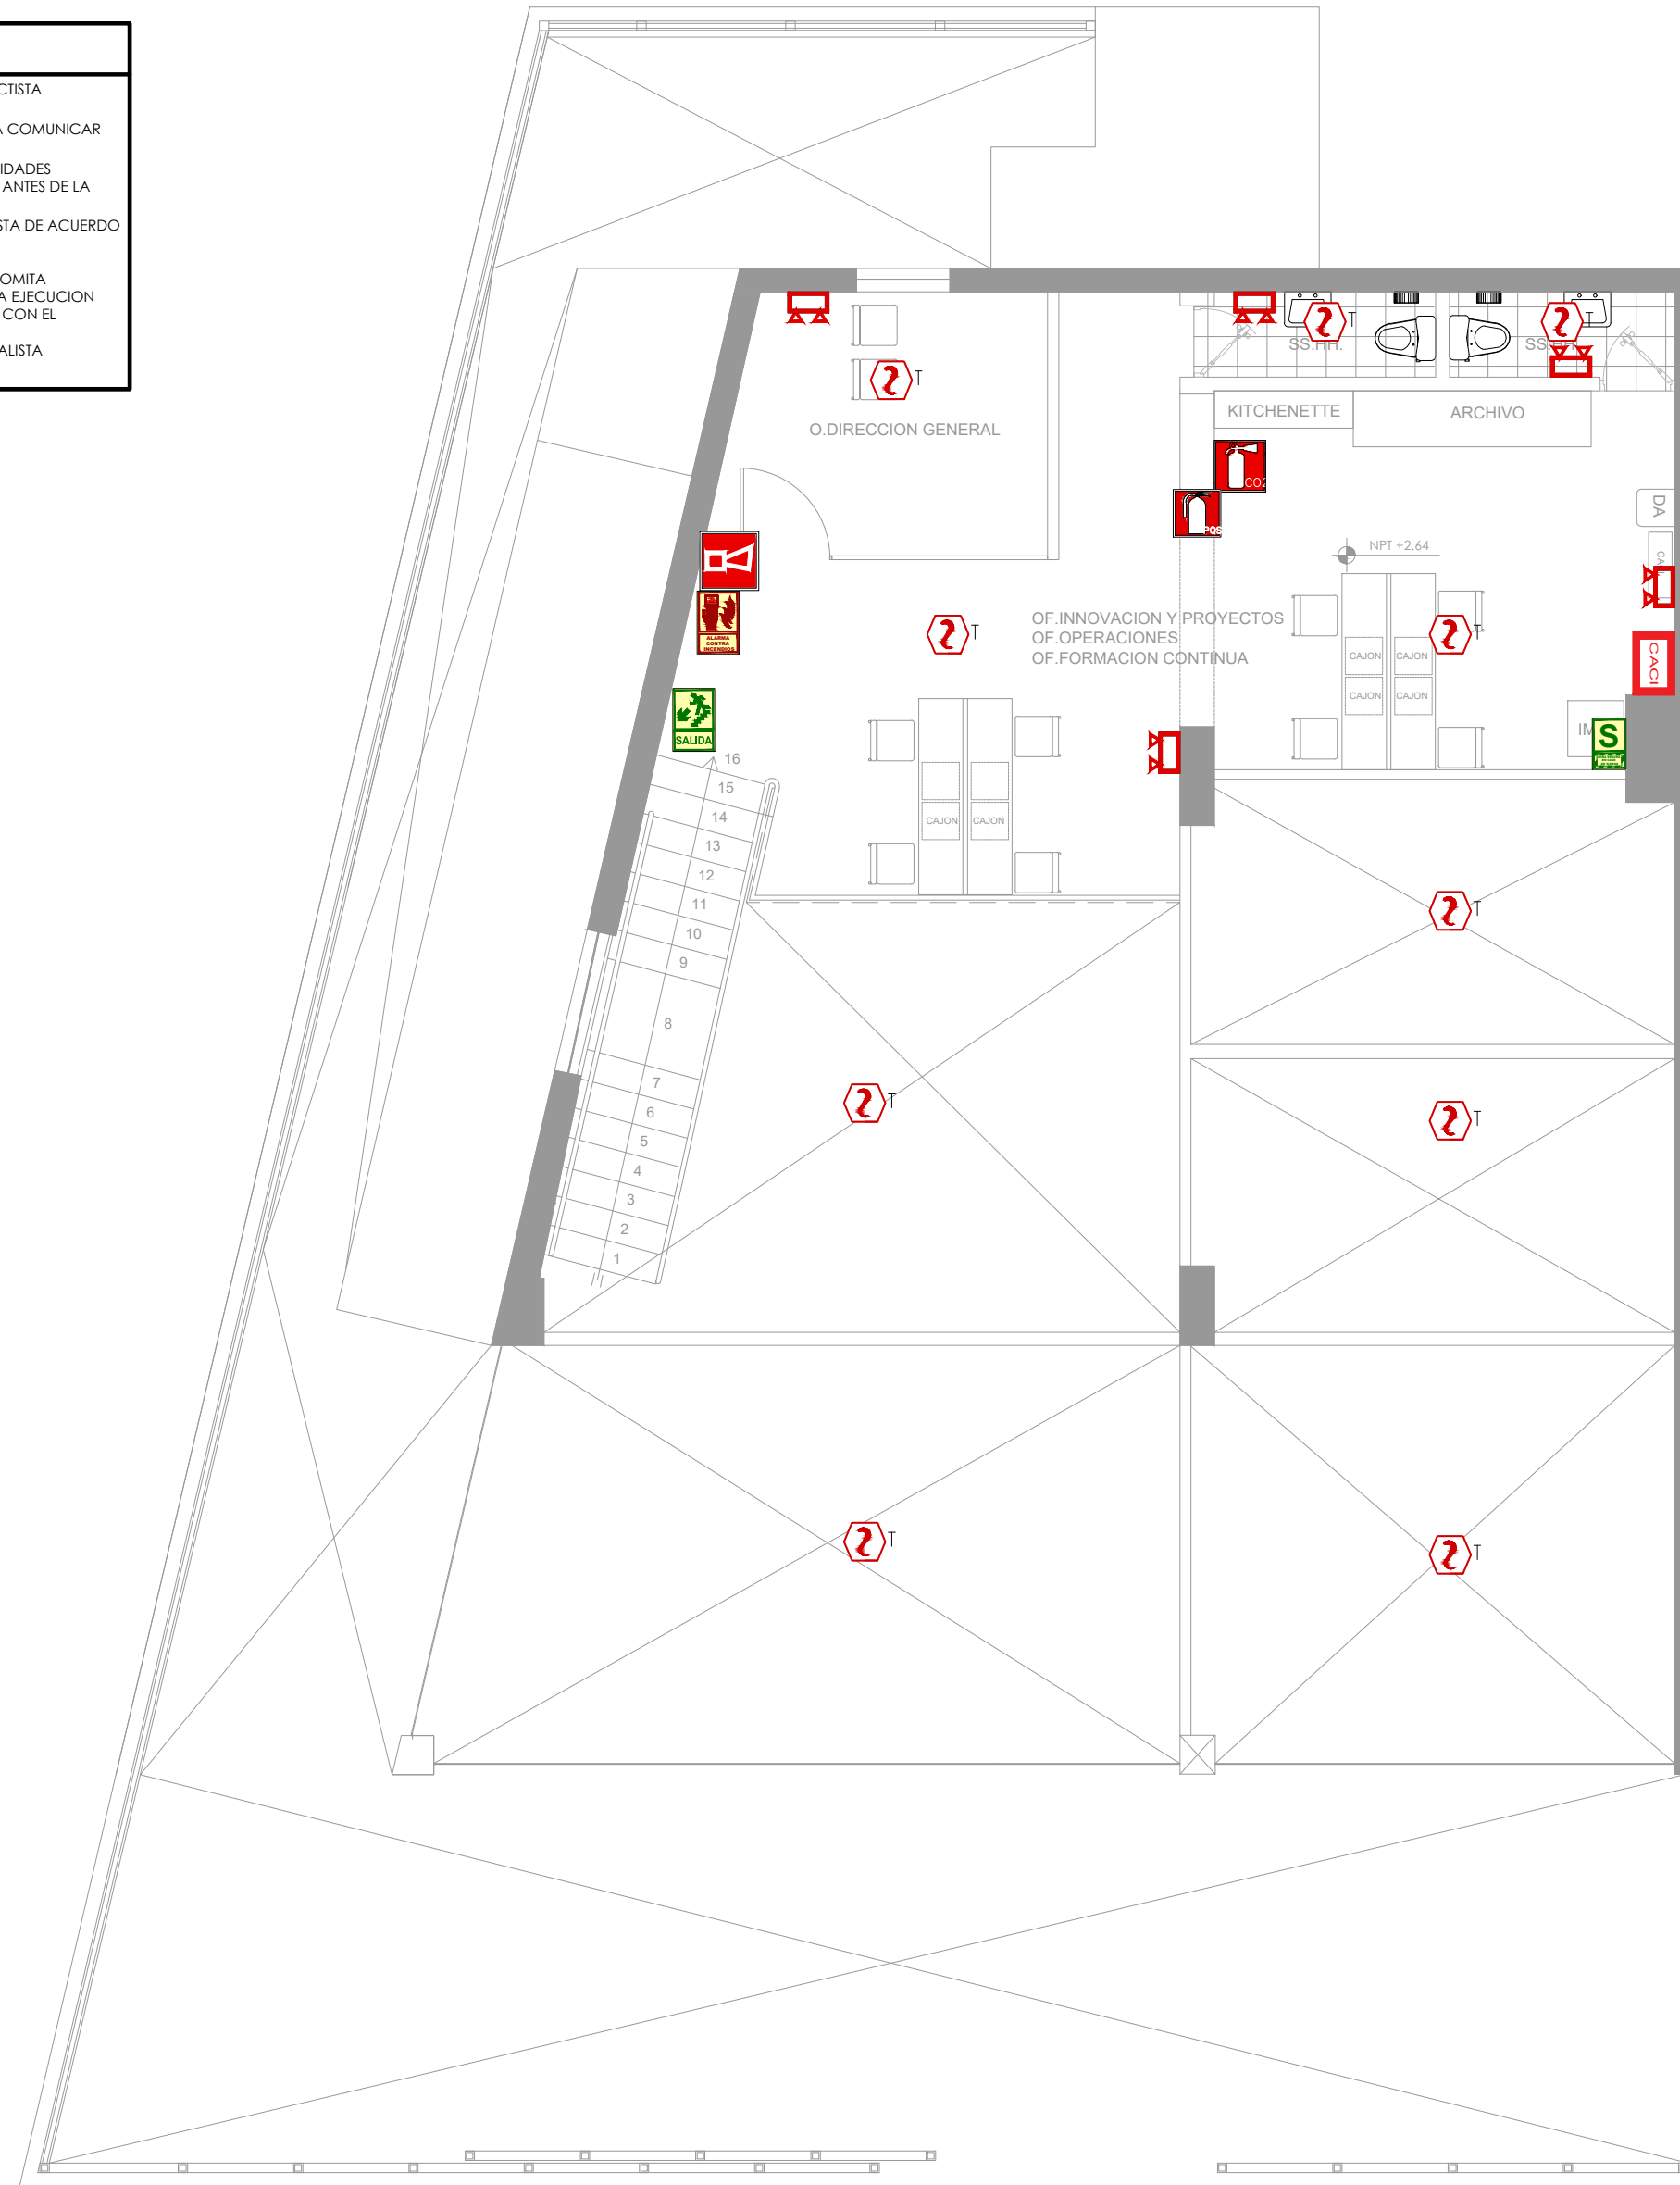 CTISTA
A COMUNICAR
IDADES
ANTES DE LA
STA DE ACUERDO
OMITA
A EJECUCION
CON EL
ALISTA
T
T
SS.HH.
T
KITCHENETTE
ARCHIVO
O.DIRECCION GENERAL
CO2
PQS
DA
NPT +2.64
ALARMA
CONTRA
INCENDIOS
T
OF.INNOVACION Y PROYECTOS
OF.OPERACIONES
OF.FORMACION CONTINUA
T
CAJON CAJON
CAJON CAJON
CACI
SALIDA
S
16
15
14
13
12
11
10
9
8
7
6
5
4
3
2
1
CAJON CAJON
T
T
T
T
T